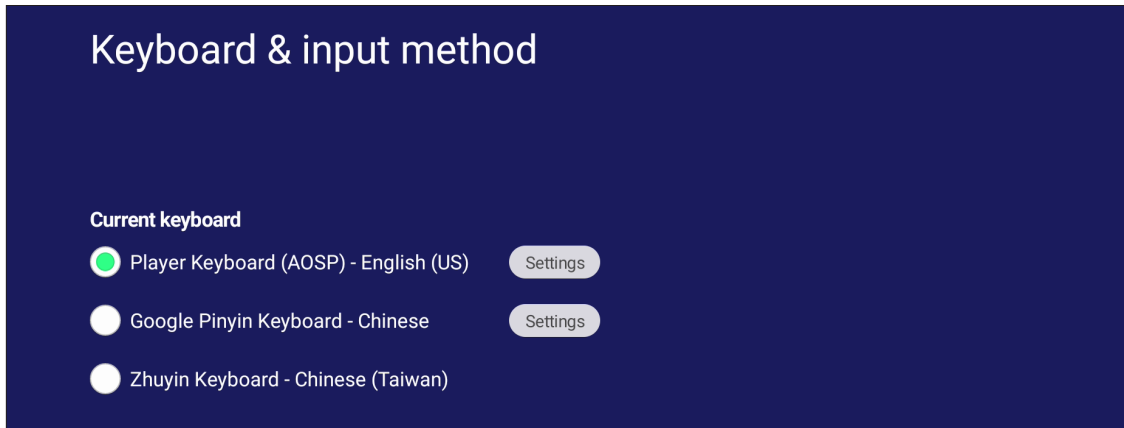 Keyboard & input method
Current keyboard
Player Keyboard (AOSP) - English (US) Settings
Google Pinyin Keyboard - Chinese Settings
Zhuyin Keyboard - Chinese (Taiwan)